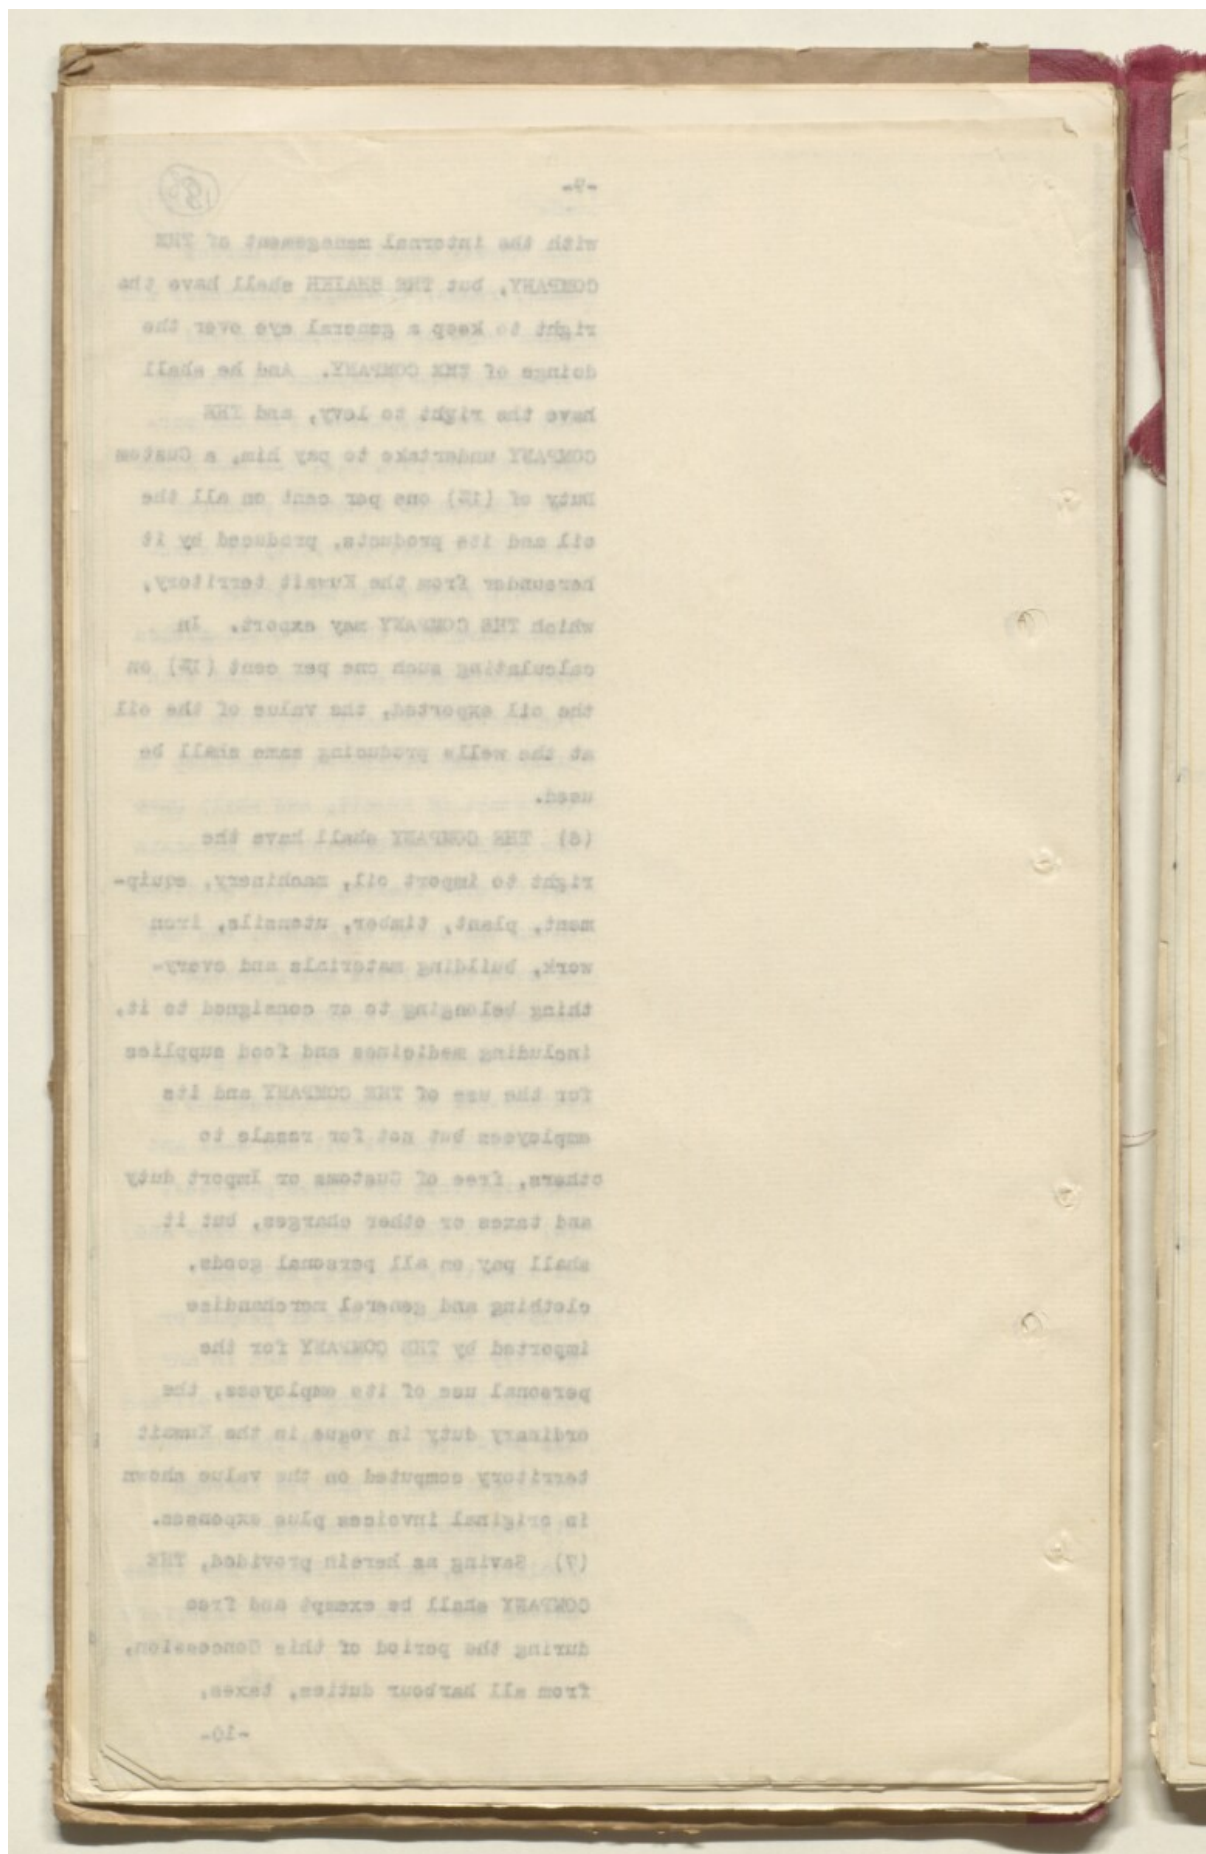 -9-
with the internal management of THE
COMPANY, but THE SHAIKH shall have the
right to keep a general eye over the
doings of THE COMPANY. And he shall
have the right to levy, and THE
COMPANY undertake to pay him, a Custom
Duty of (1%) one per cent on all the
oil and its products, produced by it
hereunder from the Kuwait territory,
which THE COMPANY may export. In
calculating such one per cent (1%) on
the oil exported, the value of the oil
at the wells producing same shall be
used.
(6) THE COMPANY shall have the
right to import oil, machinery, equip-
ment, plant, timber, utensils, iron
work, building materials and every-
thing belonging to or consigned to it,
including medicines and food supplies
for the use of THE COMPANY and its
employees but not for resale to
others, free of Customs or Import duty
and taxes or other charges, but it
shall pay on all personal goods,
clothing and general merchandise
imported by THE COMPANY for the
personal use of its employees, the
ordinary duty in vogue in the Kuwait
territory computed on the value shown
in original invoices plus expenses.
(7) Saving as herein provided, THE
COMPANY shall be exempt and free
during the period of this Concession,
from all harbour duties, taxes,
-10-